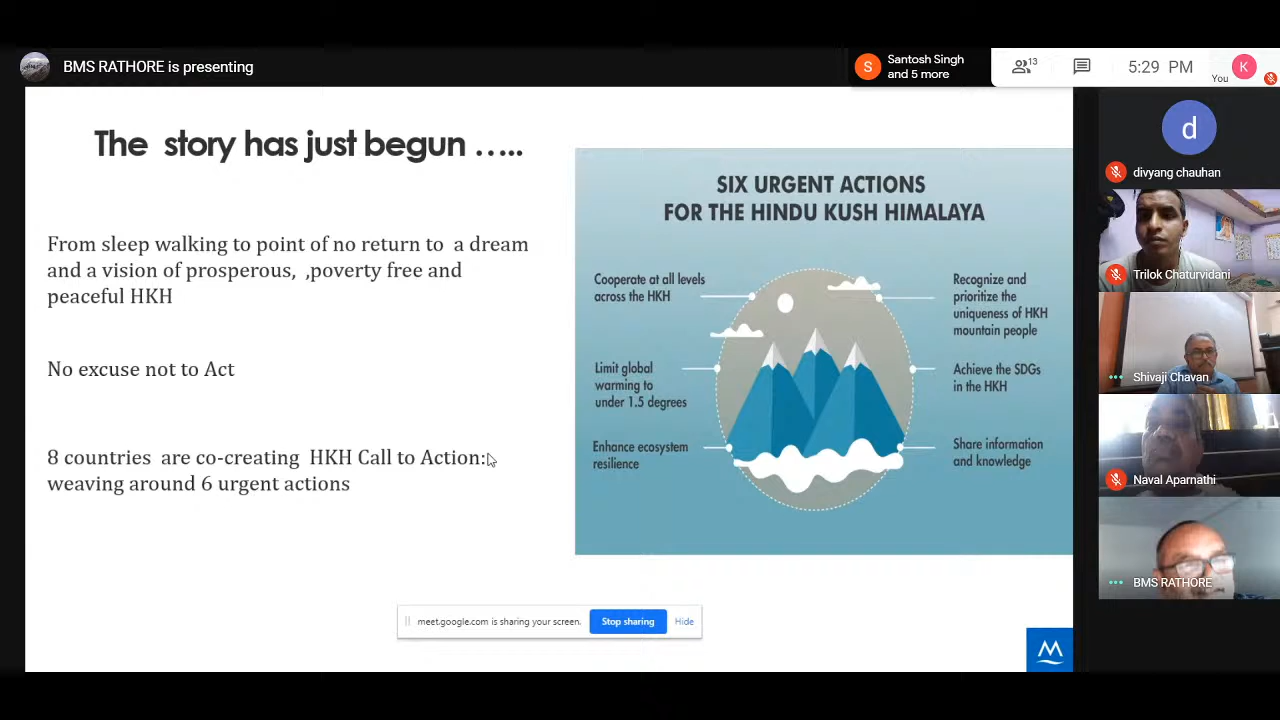 BMS RATHORE is presenting
S
Santosh Singh
and 5 more
13
5:29 PM
You
K
The story has just begun …..
From sleep walking to point of no return to a dream
and a vision of prosperous, ,poverty free and
peaceful HKH
No excuse not to Act
8 countries are co-creating HKH Call to Action:
weaving around 6 urgent actions
SIX URGENT ACTIONS
FOR THE HINDU KUSH HIMALAYA
Cooperate at all levels
across the HKH
Limit global
warming to
under 1.5 degrees
Enhance ecosystem
resilience
Recognize and
prioritize the
uniqueness of HKH
mountain people
Achieve the SDGs
in the HKH
Share information
and knowledge
meet.google.com is sharing your screen.
Stop sharing
Hide
d
divyang chauhan
Trilok Chaturvidani
Shivaji Chavan
Naval Aparnathi
BMS RATHORE